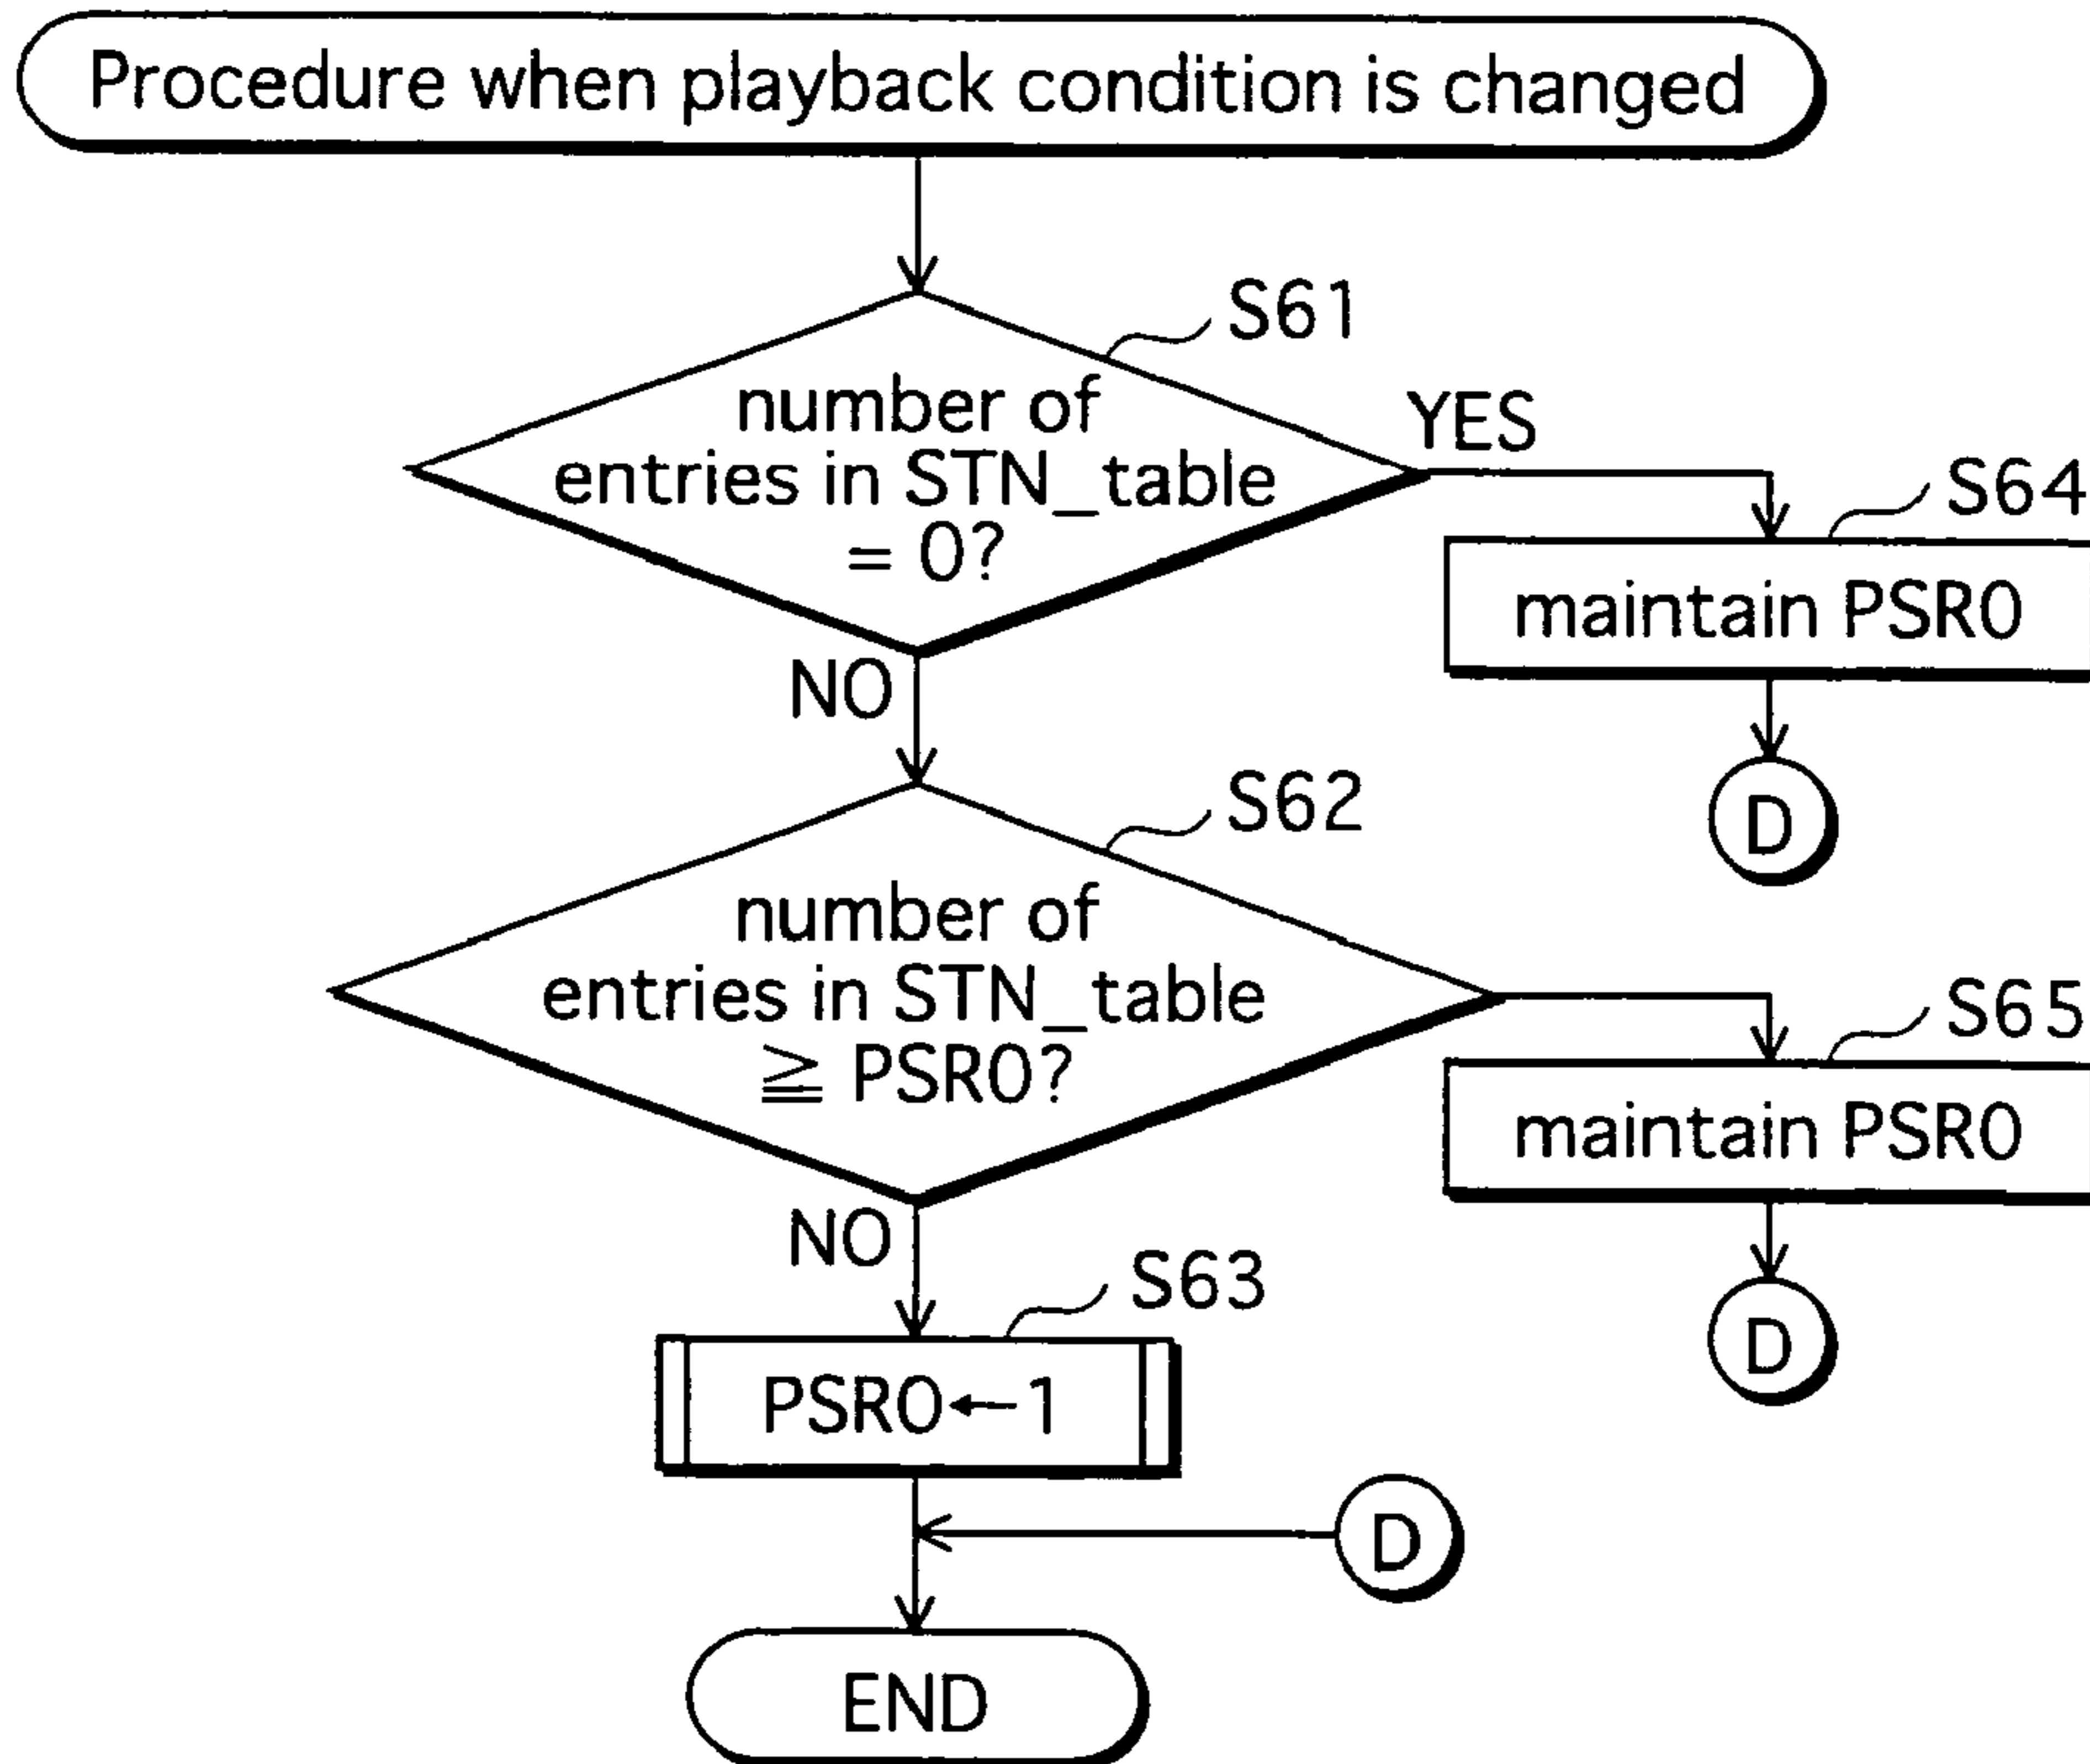 Procedure when playback condition is changed
S61
number of
entries in STN_table
= 0?
YES
S64
maintain PSR0
D
NO
S62
number of
entries in STN_table
≧ PSR0?
S65
maintain PSR0
D
NO
S63
PSR0←1
D
END